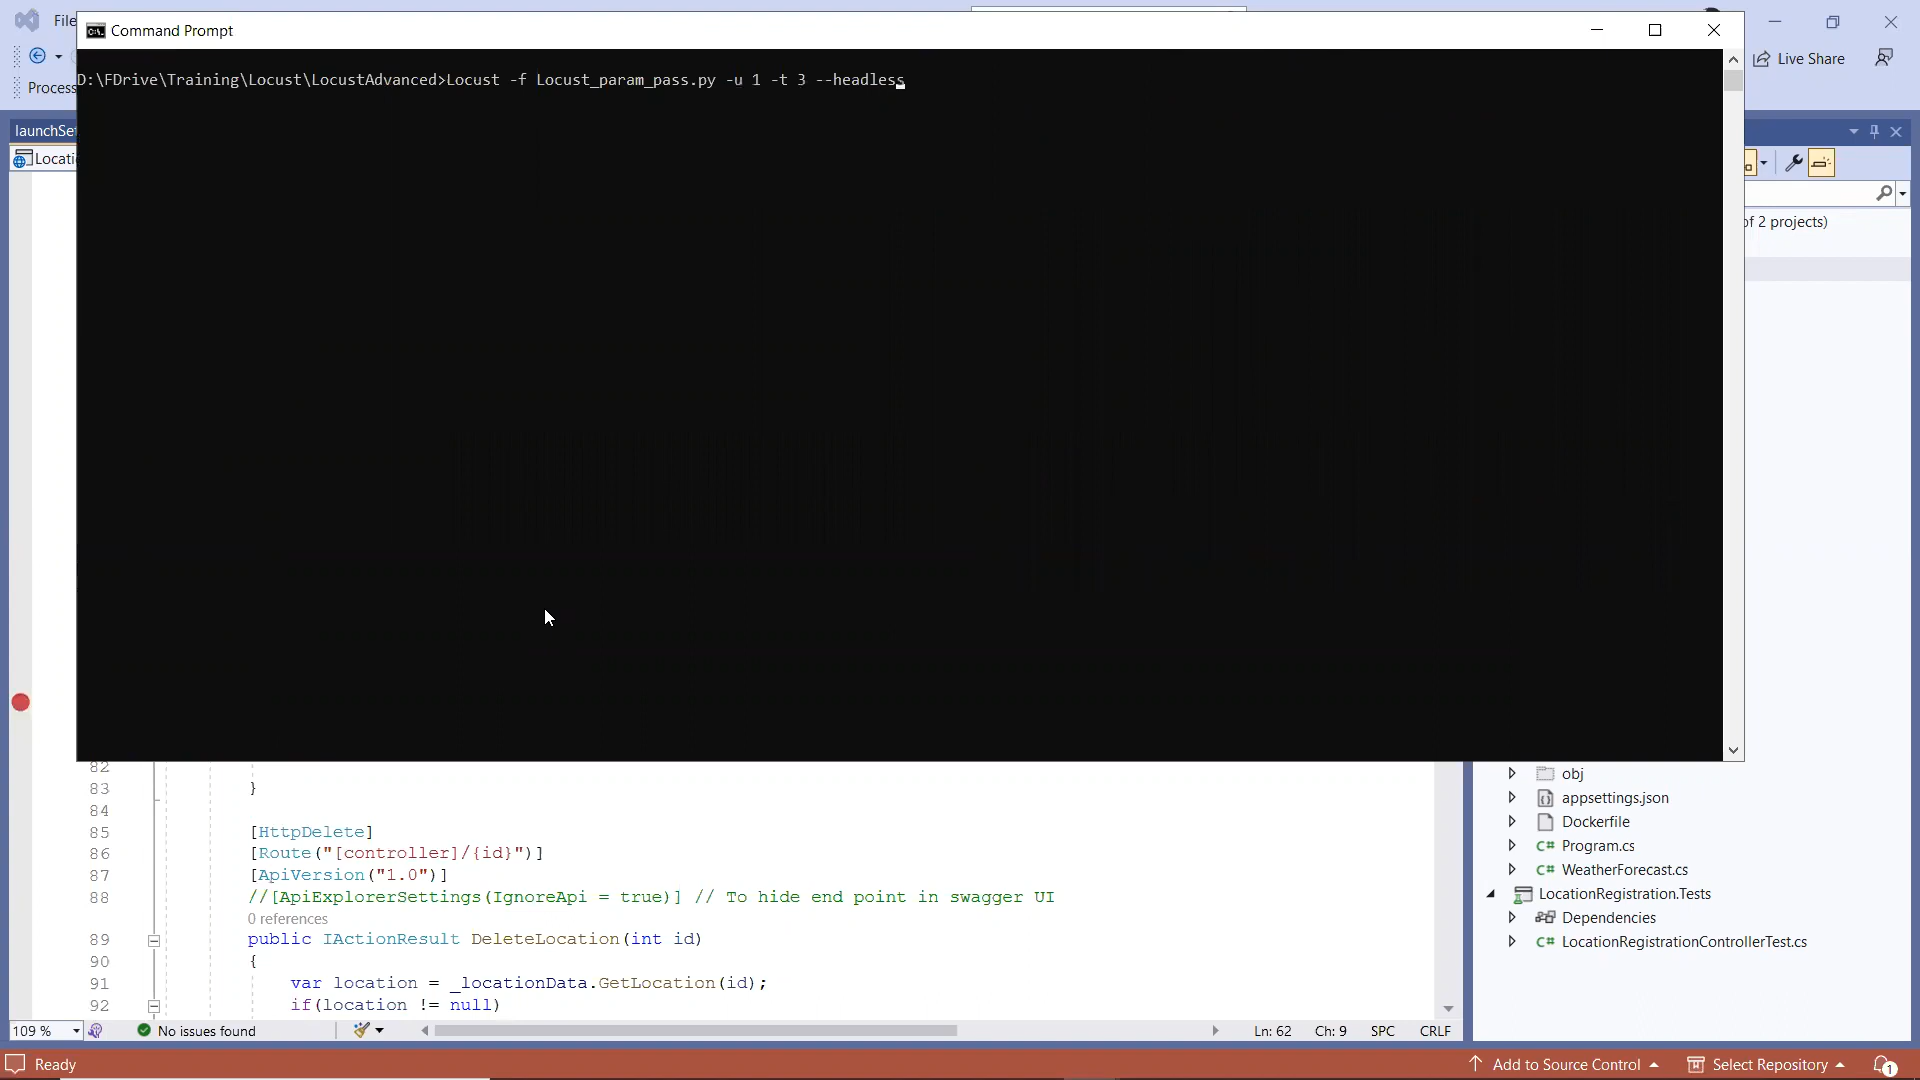 File
Command Prompt
Live Share
Process
D:\FDrive\Training\Locust\LocustAdvanced>Locust -f Locust_param_pass.py -u 1 -t 3 --headless
launchSet
Locati
of 2 projects)
82
83 }
84
85 [HttpDelete]
86 [Route("[controller]/{id}")]
87 [ApiVersion("1.0")]
88 //[ApiExplorerSettings(IgnoreApi = true)] // To hide end point in swagger UI
0 references
89 public IActionResult DeleteLocation(int id)
90 {
91 var location = _locationData.GetLocation(id);
92 if(location != null)
obj
appsettings.json
Dockerfile
C# Program.cs
C# WeatherForecast.cs
LocationRegistration.Tests
Dependencies
C# LocationRegistrationControllerTest.cs
109 % No issues found Ln: 62 Ch: 9 SPC CRLF
Ready Add to Source Control Select Repository 1